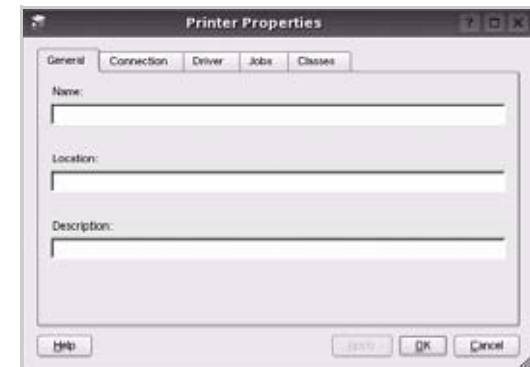 Printer Properties
General Connection Driver Jobs Classes
Name:
Location:
Description:
Help Apply OK Cancel